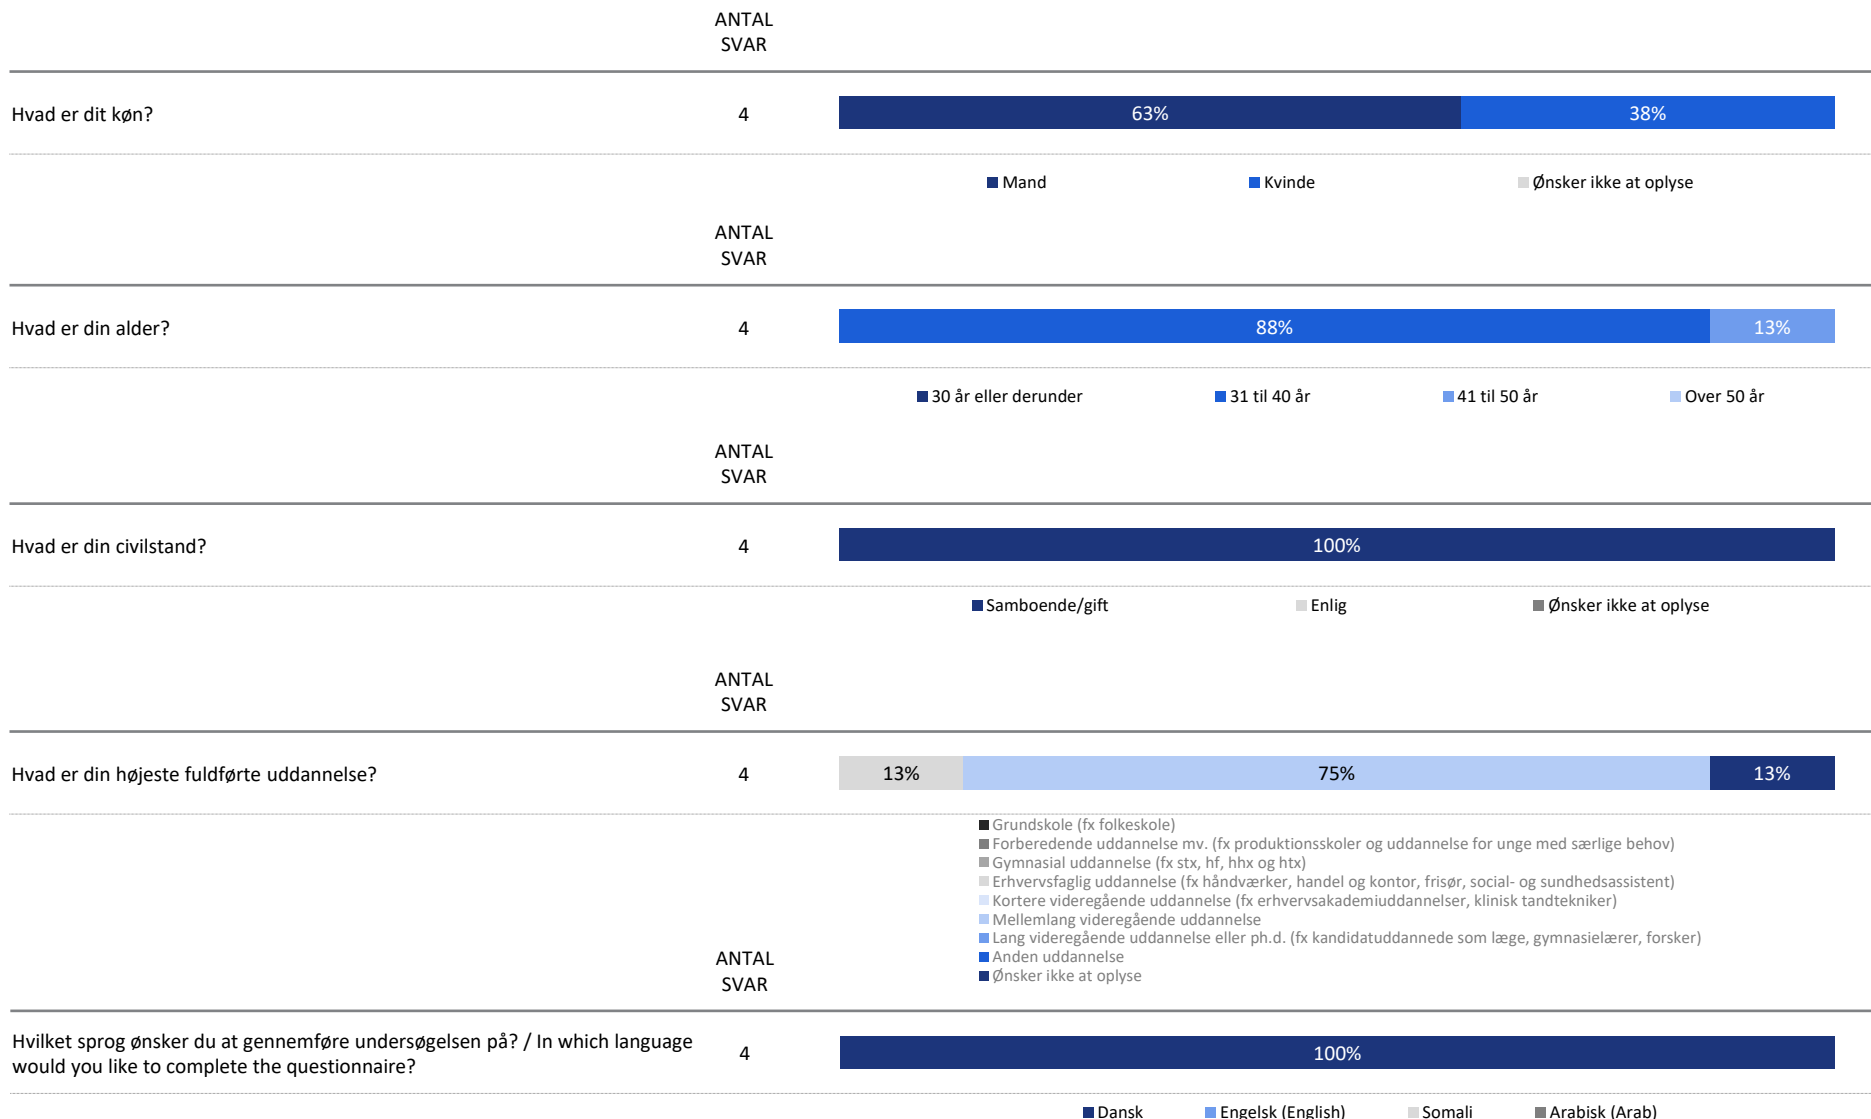 ANTAL
SVAR
Hvad er dit køn?
4
63%
38%
Mand
Kvinde
Ønsker ikke at oplyse
ANTAL
SVAR
Hvad er din alder?
4
88%
13%
30 år eller derunder
31 til 40 år
41 til 50 år
Over 50 år
ANTAL
SVAR
Hvad er din civilstand?
4
100%
Samboende/gift
Enlig
Ønsker ikke at oplyse
ANTAL
SVAR
Hvad er din højeste fuldførte uddannelse?
4
13%
75%
13%
Grundskole (fx folkeskole)
Forberedende uddannelse mv. (fx produktionsskoler og uddannelse for unge med særlige behov)
Gymnasial uddannelse (fx stx, hf, hhx og htx)
Erhvervsfaglig uddannelse (fx håndværker, handel og kontor, frisør, social- og sundhedsassistent)
Kortere videregående uddannelse (fx erhvervsakademiuddannelser, klinisk tandtekniker)
Mellemlang videregående uddannelse
Lang videregående uddannelse eller ph.d. (fx kandidatuddannede som læge, gymnasielærer, forsker)
Anden uddannelse
Ønsker ikke at oplyse
ANTAL
SVAR
Hvilket sprog ønsker du at gennemføre undersøgelsen på? / In which language
would you like to complete the questionnaire?
4
100%
Dansk
Engelsk (English)
Somali
Arabisk (Arab)